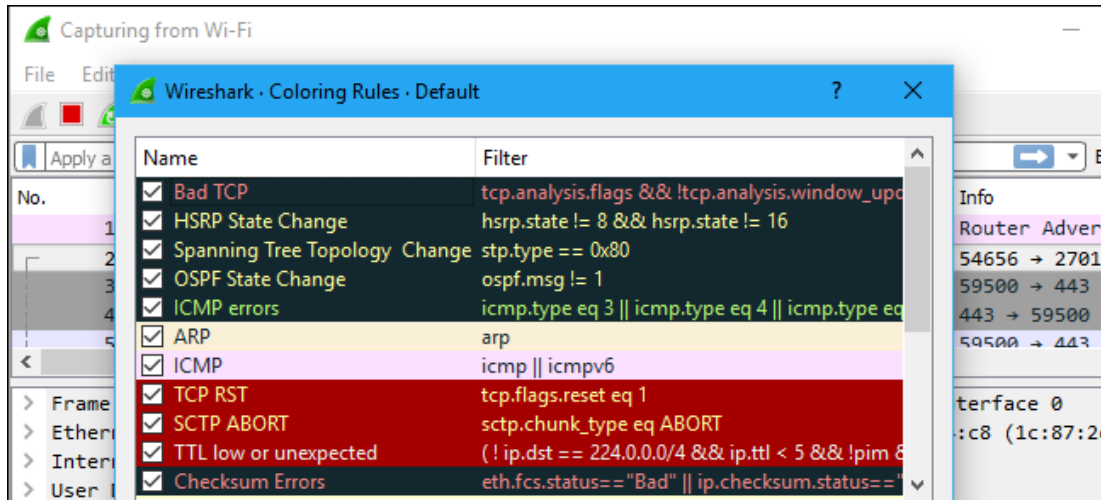 Capturing from Wi-Fi
File Edit
Wireshark · Coloring Rules · Default ? ×
Apply a
Name Filter
No. Info
Bad TCP tcp.analysis.flags && !tcp.analysis.window_upd
1 Router Adver
HSRP State Change hsrp.state != 8 && hsrp.state != 16
2 Spanning Tree Topology Change stp.type == 0x80 54656 → 2701
3 OSPF State Change ospf.msg != 1 59500 → 443
4 ICMP errors icmp.type eq 3 || icmp.type eq 4 || icmp.type eq 443 → 59500
5 ARP arp 59500 → 443
ICMP icmp || icmpv6
> Frame TCP RST tcp.flags.reset eq 1 terface 0
> Ether SCTP ABORT sctp.chunk_type eq ABORT :c8 (1c:87:2
> Inter TTL low or unexpected ( ! ip.dst == 224.0.0.0/4 && ip.ttl < 5 && !pim &
> User Checksum Errors eth.fcs.status=="Bad" || ip.checksum.status=="